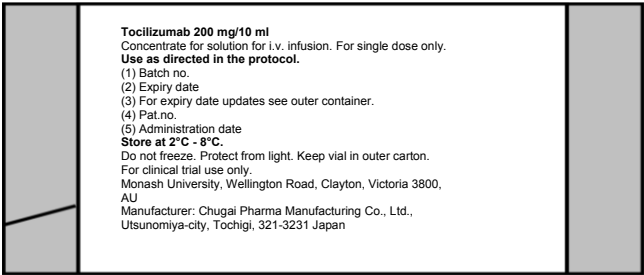 Tocilizumab 200 mg/10 ml
Concentrate for solution for i.v. infusion. For single dose only.
Use as directed in the protocol.
(1) Batch no.
(2) Expiry date
(3) For expiry date updates see outer container.
(4) Pat.no.
(5) Administration date
Store at 2°C - 8°C.
Do not freeze. Protect from light. Keep vial in outer carton.
For clinical trial use only.
Monash University, Wellington Road, Clayton, Victoria 3800,
AU
Manufacturer: Chugai Pharma Manufacturing Co., Ltd.,
Utsunomiya-city, Tochigi, 321-3231 Japan